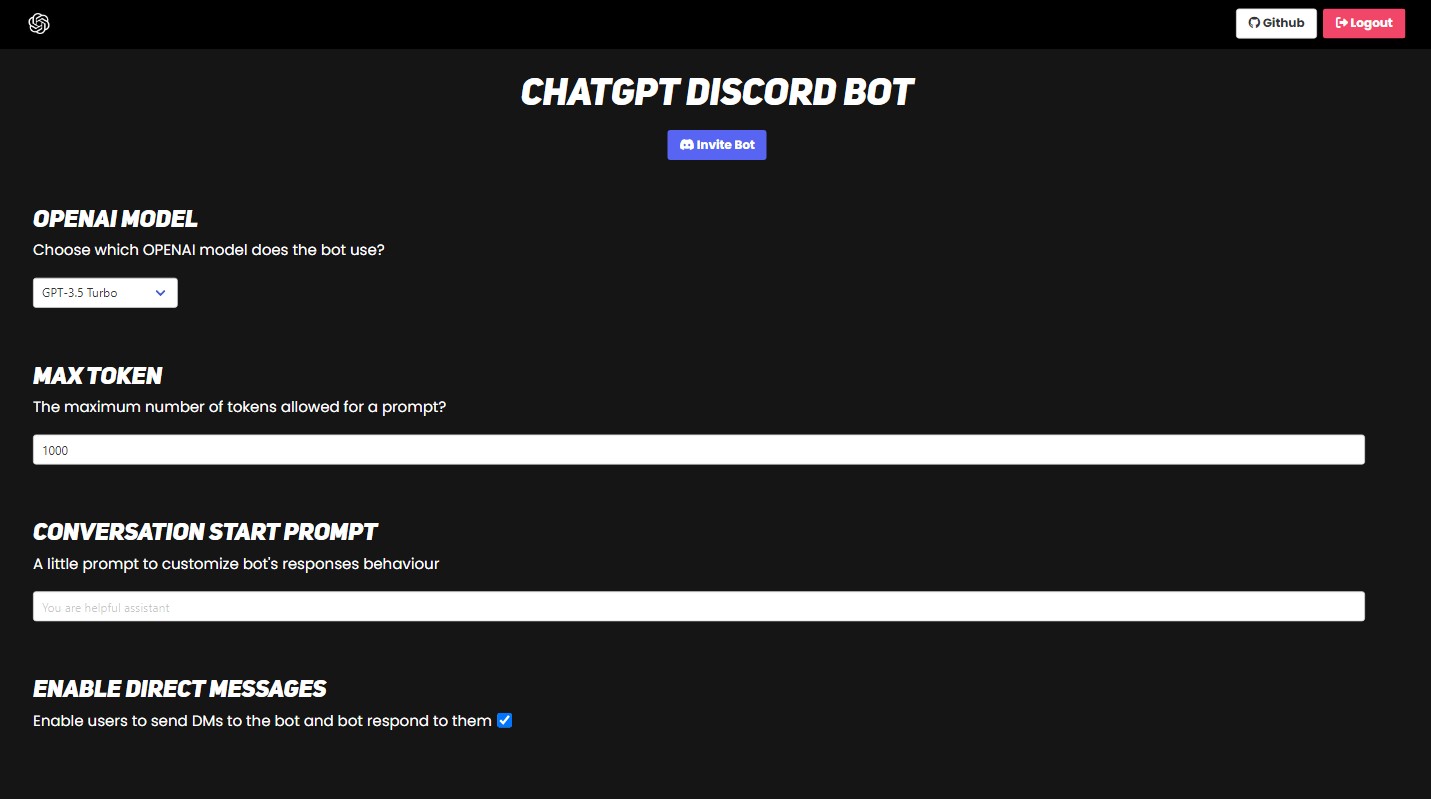 Github
Logout
CHATGPT DISCORD BOT
Invite Bot
OPENAI MODEL
Choose which OPENAI model does the bot use?
GPT-3.5 Turbo
MAX TOKEN
The maximum number of tokens allowed for a prompt?
1000
CONVERSATION START PROMPT
A little prompt to customize bot's responses behaviour
You are helpful assistant
ENABLE DIRECT MESSAGES
Enable users to send DMs to the bot and bot respond to them